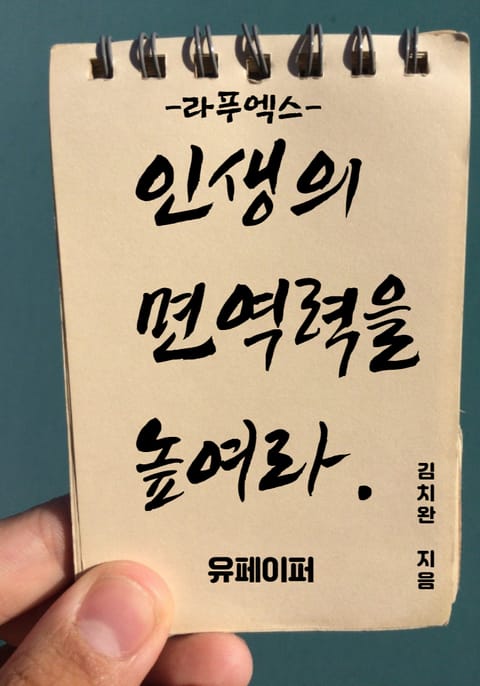 -라푸엑스-
인생의
면역력을
높여라.
김치완 지음
유페이퍼